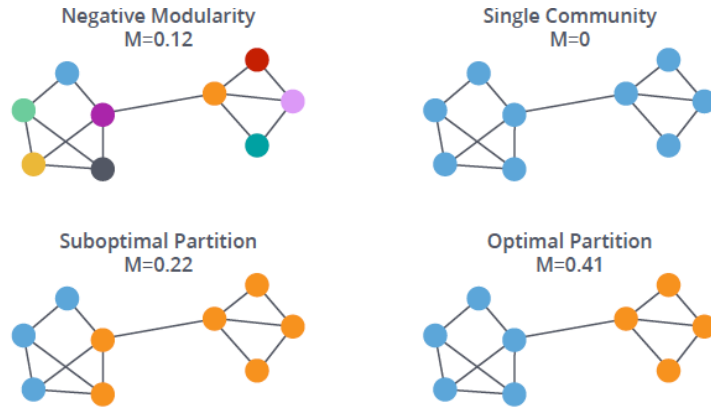 Negative Modularity
M=0.12
Single Community
M=0
Suboptimal Partition
M=0.22
Optimal Partition
M=0.41